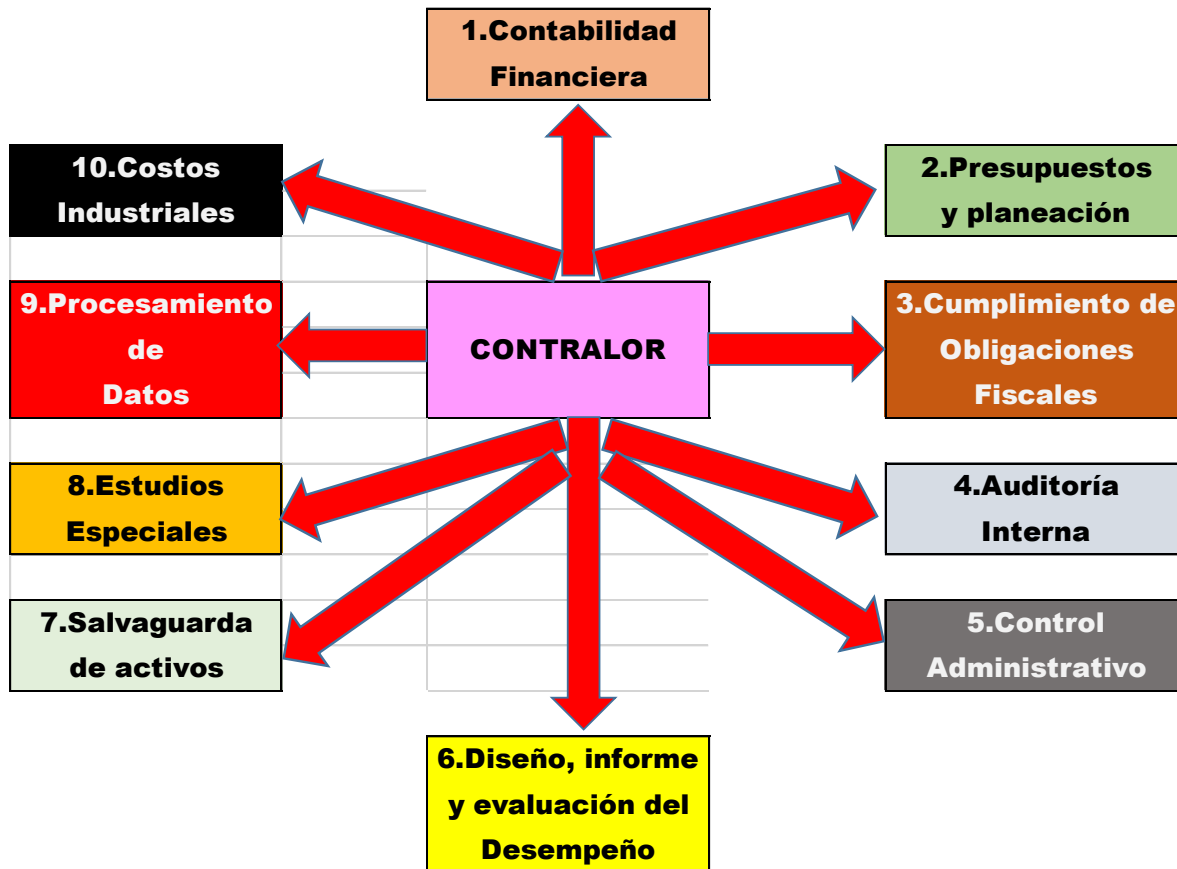 1.Contabilidad
Financiera
10.Costos
Industriales
2.Presupuestos
y planeación
9.Procesamiento
de
Datos
CONTRALOR
3.Cumplimiento de
Obligaciones
Fiscales
8.Estudios
Especiales
4.Auditoría
Interna
7.Salvaguarda
de activos
5.Control
Administrativo
6.Diseño, informe
y evaluación del
Desempeño